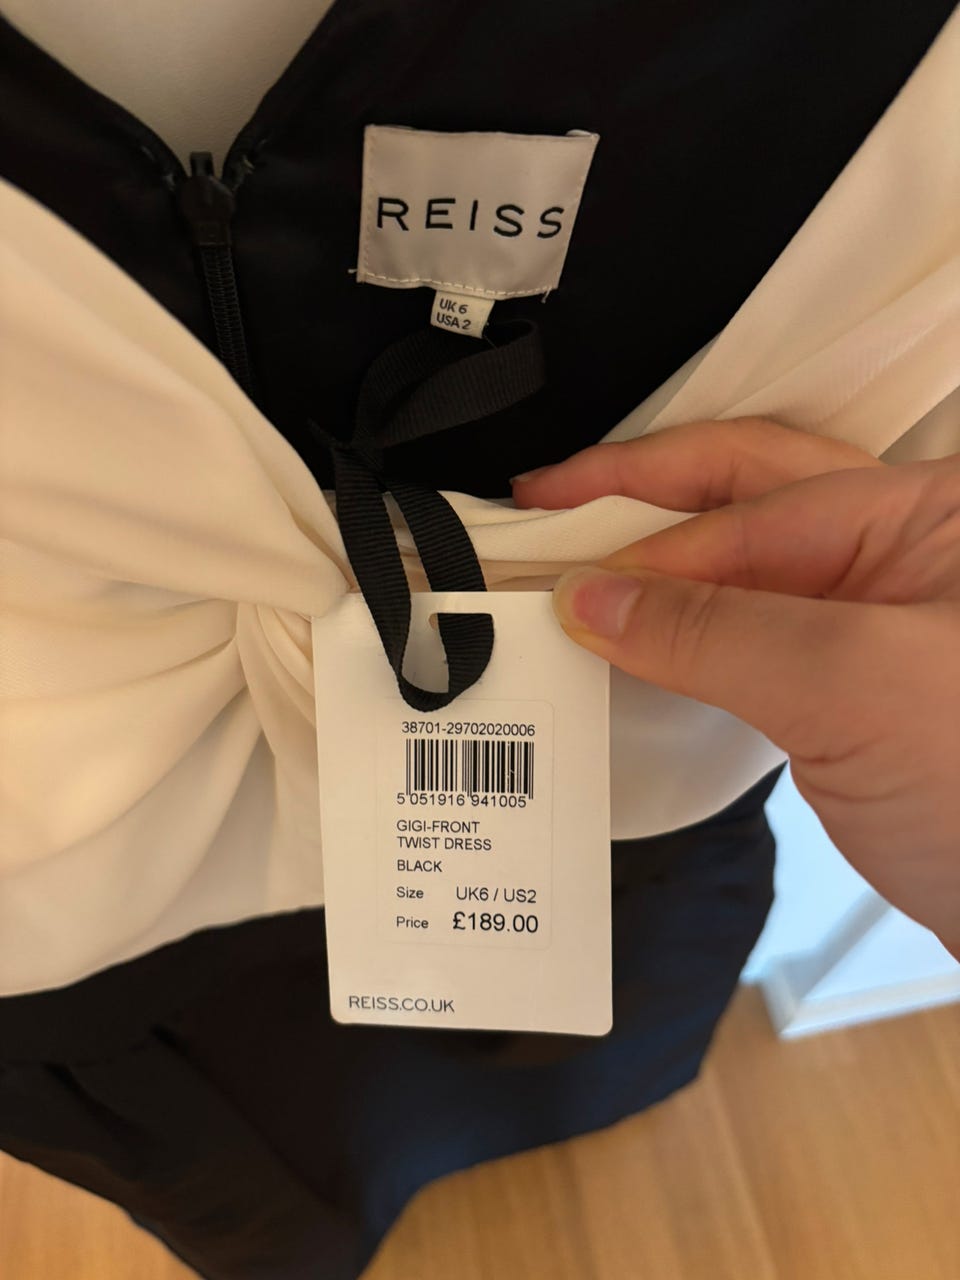 REISS
UK 6
USA 2
38701-29702020006
5 051916 941005
GIGI-FRONT
TWIST DRESS
BLACK
Size UK6 / US2
Price £189.00
REISS.CO.UK